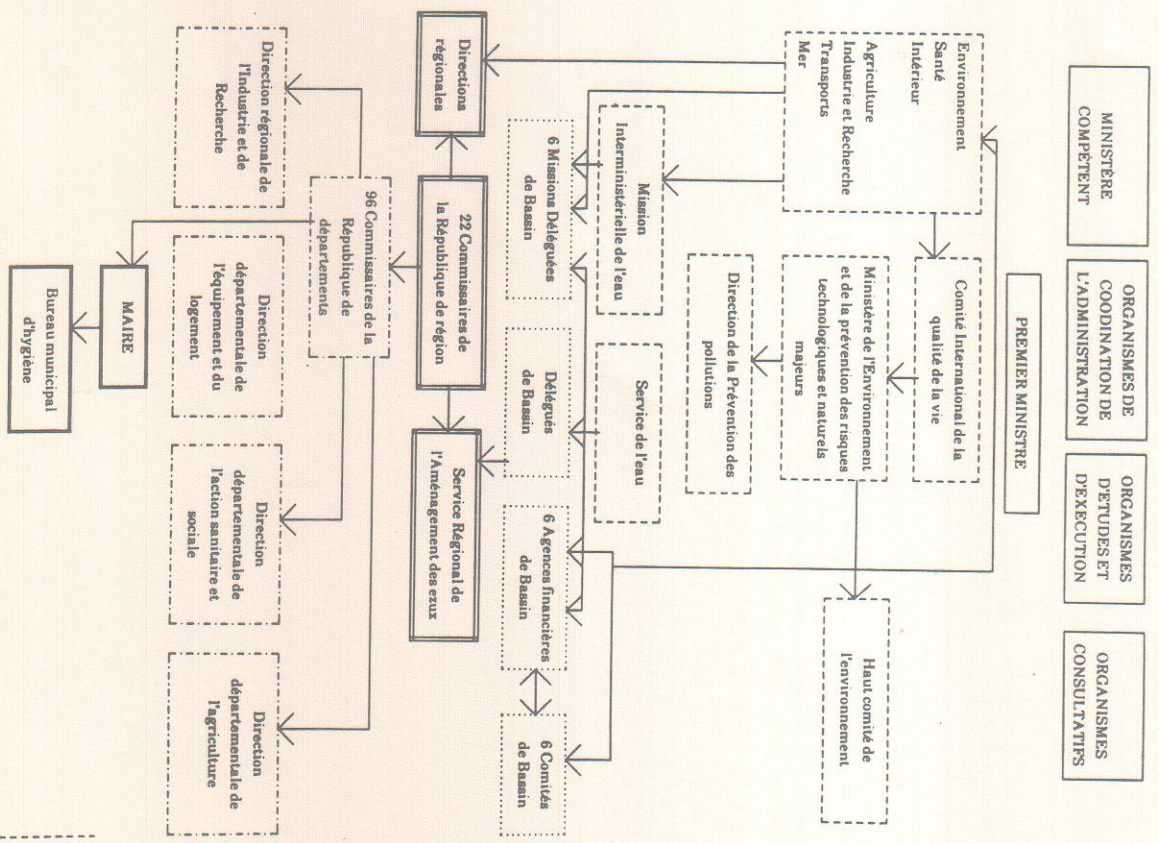 MINISTÈRE
COMPÉTENT
ORGANISMES DE
COODINATION DE
L'ADMINISTRATION
ORGANISMES
D'ETUDES ET
D'EXECUTION
ORGANISMES
CONSULTATIFS
PREMIER MINISTRE
Environnement
Santé
Intérieur
Agriculture
Industrie et Recherche
Transports
Mer
Comité International de la
qualité de la vie
Ministère de l'Environnement
et de la prévention des risques
technologiques et naturels
majeurs
Haut comité de
l'environnement
Direction de la Prévention des
pollutions
Mission
Interministérielle de l'eau
Service de l'eau
6 Missions Déléguées
de Bassin
Délégués
de Bassin
6 Agences financières
de Bassin
6 Comités
de Bassin
Directions
régionales
22 Commissaires de
la République de région
Service Régional de
l'Aménagement des ezux
96 Commissaires de la
République de
départements
Direction régionale de
l'Industrie et de
Recherche
Direction
départementale de
l'équipement et du
logement
Direction
départementale de
l'action sanitaire et
sociale
Direction
départementale de
l'agriculture
MAIRE
Bureau municipal
d'hygiène